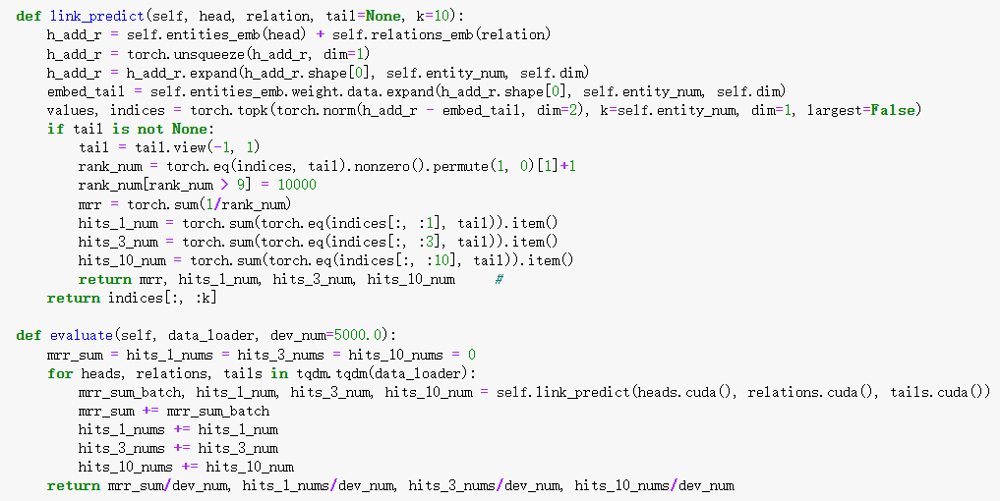 def link_predict(self, head, relation, tail=None, k=10):
    h_add_r = self.entities_emb(head) + self.relations_emb(relation)
    h_add_r = torch.unsqueeze(h_add_r, dim=1)
    h_add_r = h_add_r.expand(h_add_r.shape[0], self.entity_num, self.dim)
    embed_tail = self.entities_emb.weight.data.expand(h_add_r.shape[0], self.entity_num, self.dim)
    values, indices = torch.topk(torch.norm(h_add_r - embed_tail, dim=2), k=self.entity_num, dim=1, largest=False)
    if tail is not None:
        tail = tail.view(-1, 1)
        rank_num = torch.eq(indices, tail).nonzero().permute(1, 0)[1]+1
        rank_num[rank_num > 9] = 10000
        mrr = torch.sum(1/rank_num)
        hits_1_num = torch.sum(torch.eq(indices[:, :1], tail)).item()
        hits_3_num = torch.sum(torch.eq(indices[:, :3], tail)).item()
        hits_10_num = torch.sum(torch.eq(indices[:, :10], tail)).item()
        return mrr, hits_1_num, hits_3_num, hits_10_num     #
    return indices[:, :k]

def evaluate(self, data_loader, dev_num=5000.0):
    mrr_sum = hits_1_nums = hits_3_nums = hits_10_nums = 0
    for heads, relations, tails in tqdm.tqdm(data_loader):
        mrr_sum_batch, hits_1_num, hits_3_num, hits_10_num = self.link_predict(heads.cuda(), relations.cuda(), tails.cuda())
        mrr_sum += mrr_sum_batch
        hits_1_nums += hits_1_num
        hits_3_nums += hits_3_num
        hits_10_nums += hits_10_num
    return mrr_sum/dev_num, hits_1_nums/dev_num, hits_3_nums/dev_num, hits_10_nums/dev_num